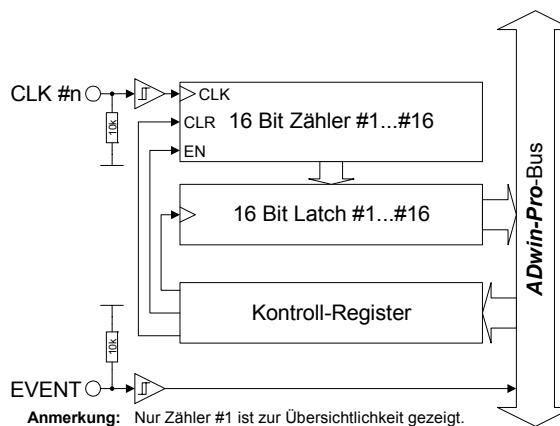 CLK #n
10k
CLK
CLR
EN
16 Bit Zähler #1...#16
16 Bit Latch #1...#16
Kontroll-Register
ADwin-Pro-Bus
10k
EVENT
Anmerkung: Nur Zähler #1 ist zur Übersichtlichkeit gezeigt.